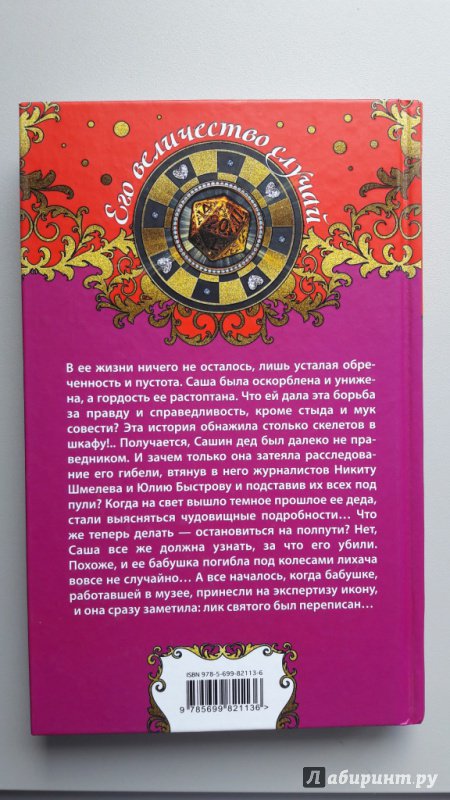 Его величество случай
В ее жизни ничего не осталось, лишь усталая обре-
ченность и пустота. Саша была оскорблена и униже-
на, а гордость ее растоптана. Что ей дала эта борьба
за правду и справедливость, кроме стыда и мук
совести? Эта история обнажила столько скелетов в
шкафу!.. Получается, Сашин дед был далеко не пра-
ведником. И зачем только она затеяла расследова-
ние его гибели, втянув в него журналистов Никиту
Шмелева и Юлию Быстрову и подставив их всех под
пули? Когда на свет вышло темное прошлое ее деда,
стали выясняться чудовищные подробности… Что
же теперь делать — остановиться на полпути? Нет,
Саша все же должна узнать, за что его убили.
Похоже, и ее бабушка погибла под колесами лихача
вовсе не случайно… А все началось, когда бабушке,
работавшей в музее, принесли на экспертизу икону,
и она сразу заметила: лик святого был переписан…
ISBN 978-5-699-82113-6
9 785699 821136 >
Лабиринт.ру